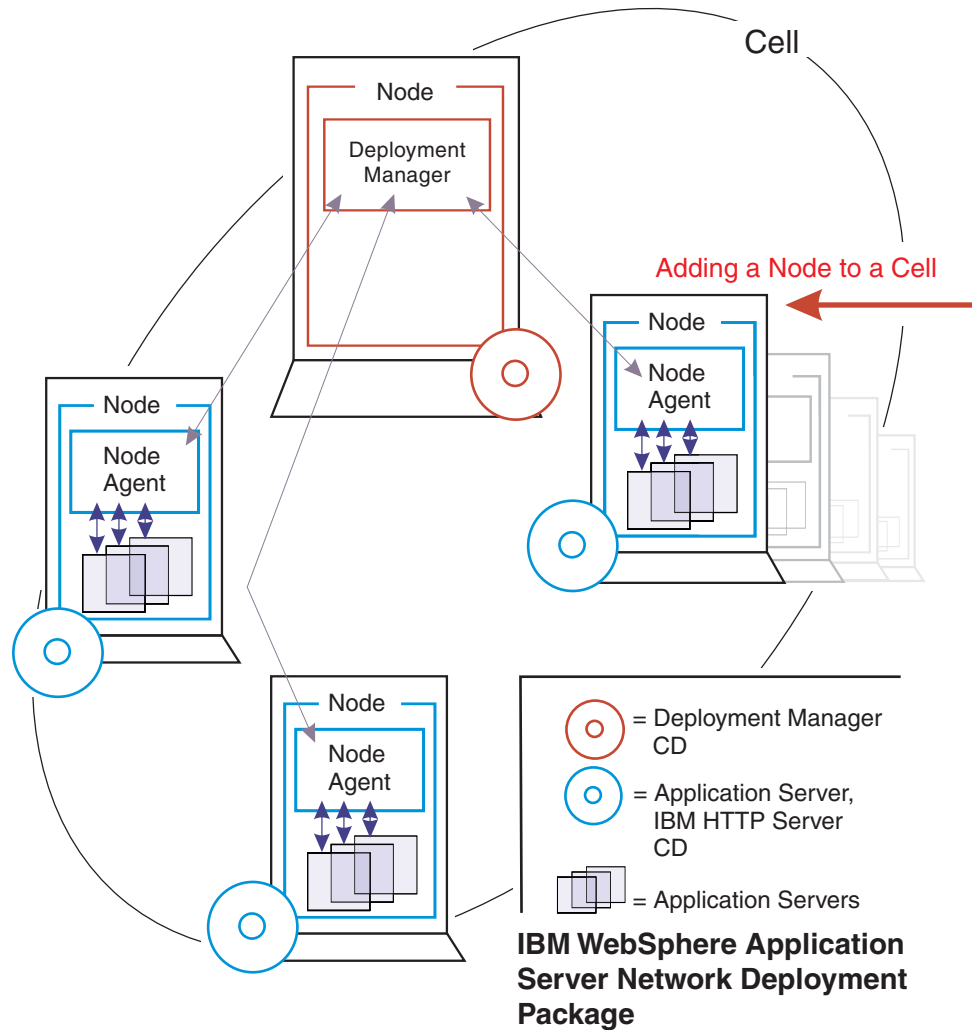 Cell
Node
Deployment
Manager
Adding a Node to a Cell
Node
Node
Agent
Node
Node
Agent
Node
Node
Agent
= Deployment Manager
CD
= Application Server,
IBM HTTP Server
CD
= Application Servers
IBM WebSphere Application
Server Network Deployment
Package